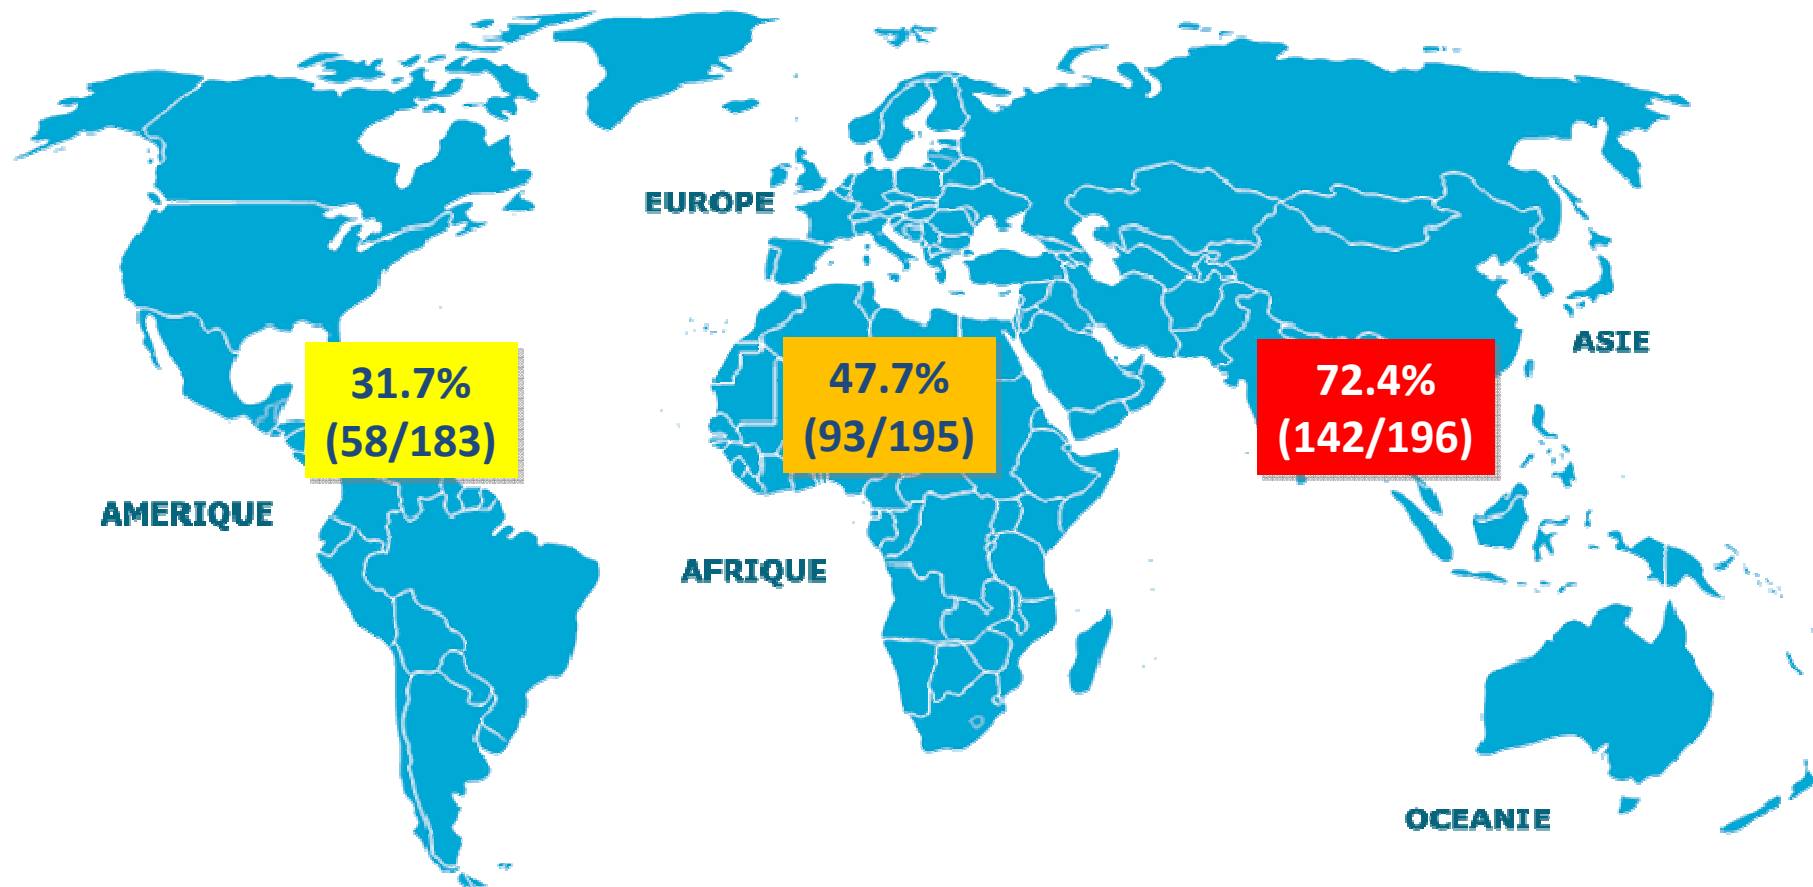 EUROPE
ASIE
31.7%
(58/183)
47.7%
(93/195)
72.4%
(142/196)
AMERIQUE
AFRIQUE
OCEANIE